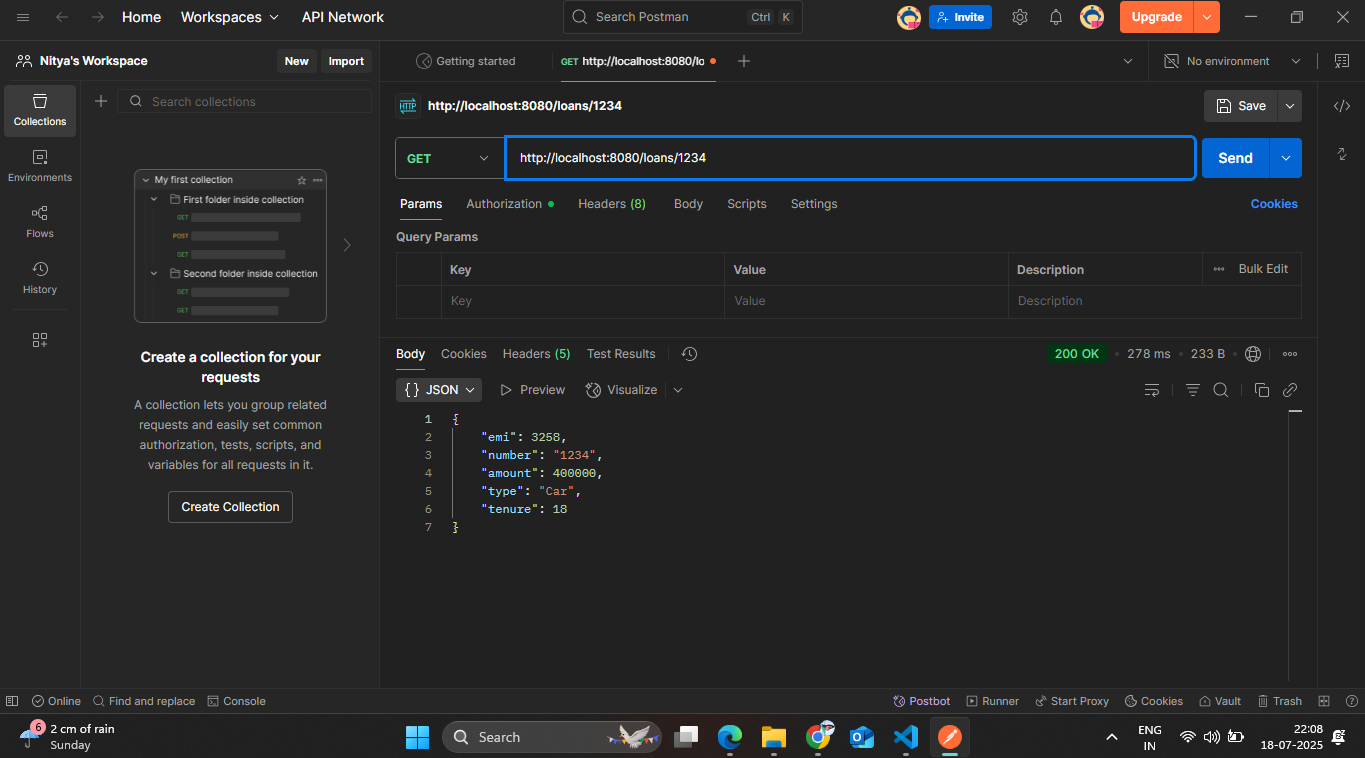 Home Workspaces API Network
Search Postman Ctrl K
Invite
Upgrade
Nitya's Workspace New Import
Getting started
GET http://localhost:8080/lo
No environment
Collections
Environments
Flows
History
Search collections
My first collection
First folder inside collection
GET
POST
GET
Second folder inside collection
GET
GET
Create a collection for your
requests
A collection lets you group related
requests and easily set common
authorization, tests, scripts, and
variables for all requests in it.
Create Collection
HTTP http://localhost:8080/loans/1234
Save
GET http://localhost:8080/loans/1234 Send
Params Authorization Headers (8) Body Scripts Settings Cookies
Query Params
Key Value Description Bulk Edit
Key Value Description
Body Cookies Headers (5) Test Results 200 OK 278 ms 233 B
{} JSON Preview Visualize
1 {
2 "emi": 3258,
3 "number": "1234",
4 "amount": 400000,
5 "type": "Car",
6 "tenure": 18
7 }
Online Find and replace Console Postbot Runner Start Proxy Cookies Vault Trash
6
2 cm of rain
Sunday
Search
ENG
IN
22:08
18-07-2025